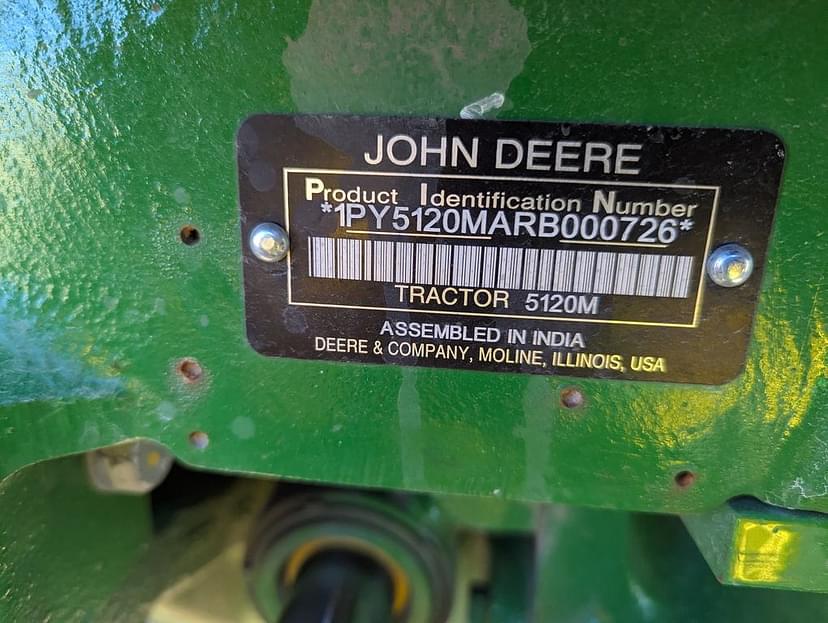 JOHN DEERE
Product Identification Number
*1PY5120MARB000726*
TRACTOR 5120M
ASSEMBLED IN INDIA
DEERE & COMPANY, MOLINE, ILLINOIS, USA